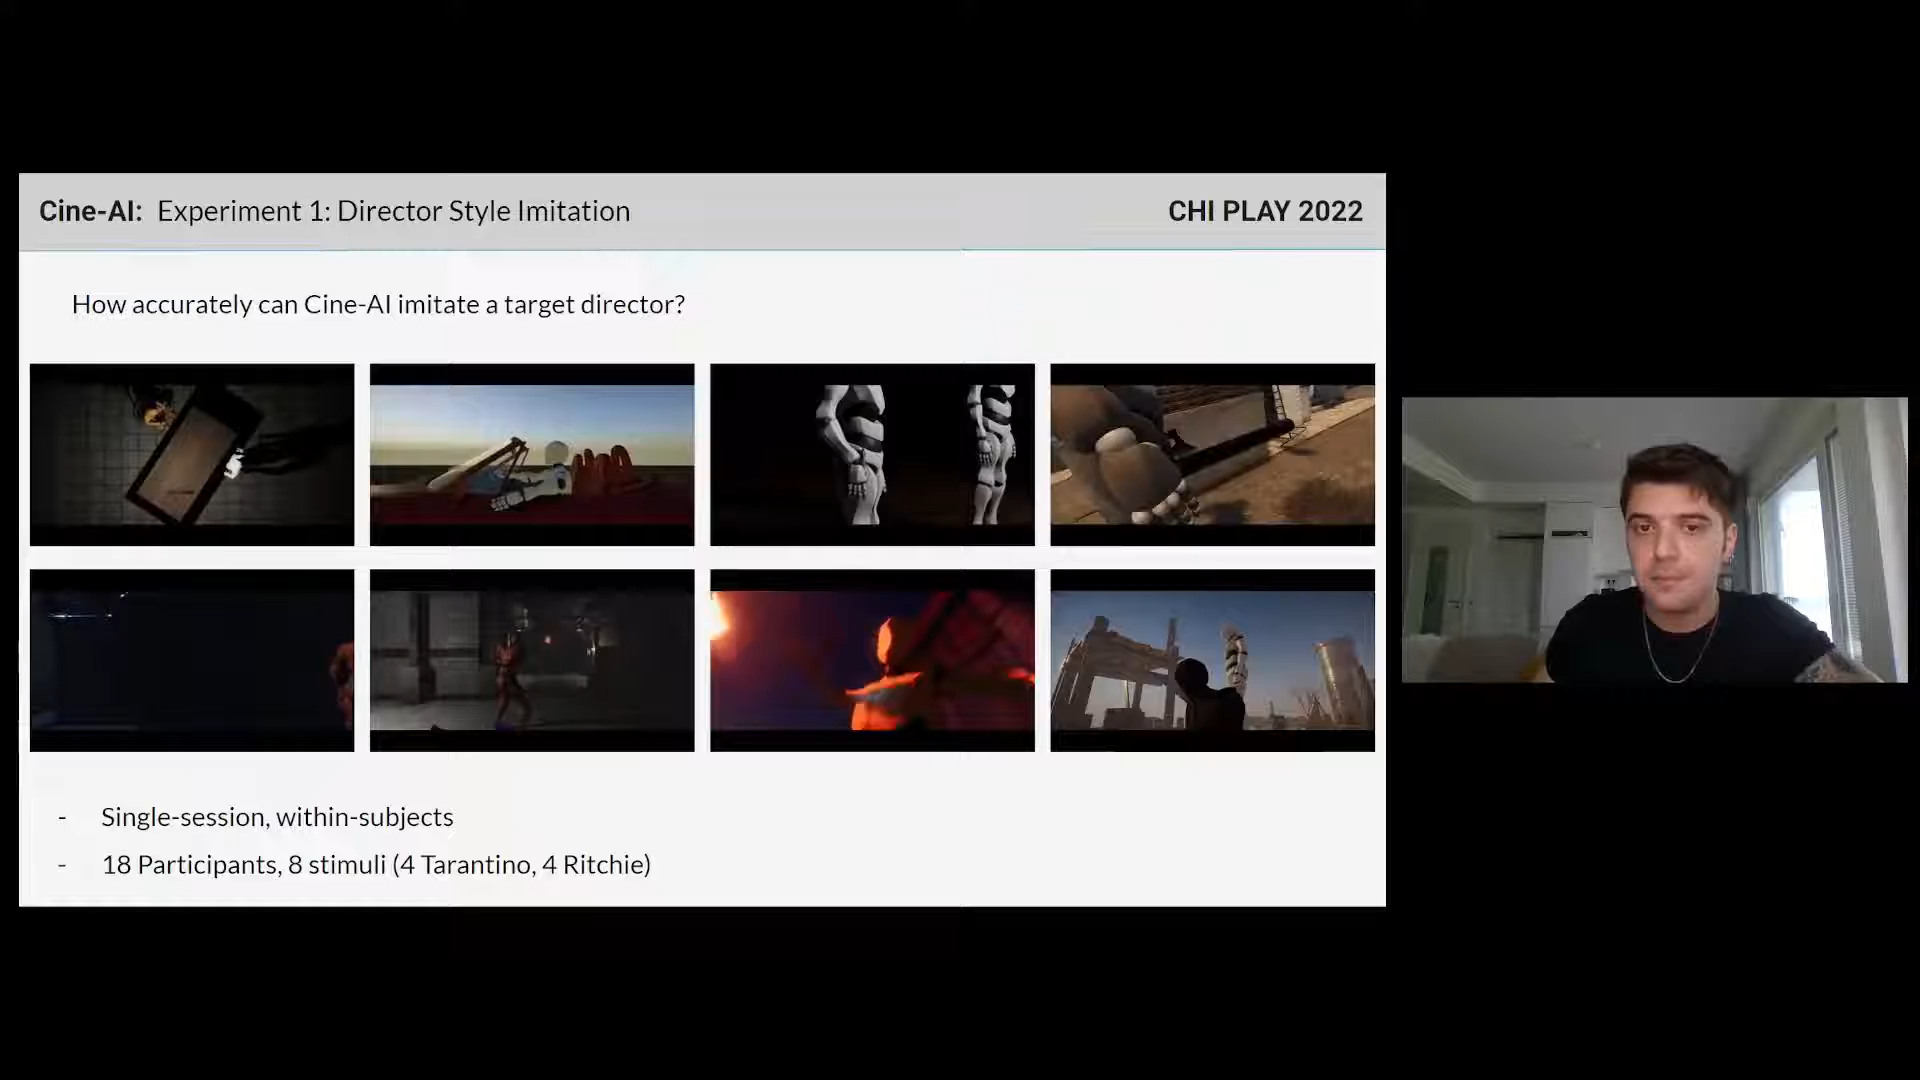 Cine-AI: Experiment 1: Director Style Imitation
CHI PLAY 2022
How accurately can Cine-AI imitate a target director?
- Single-session, within-subjects
- 18 Participants, 8 stimuli (4 Tarantino, 4 Ritchie)